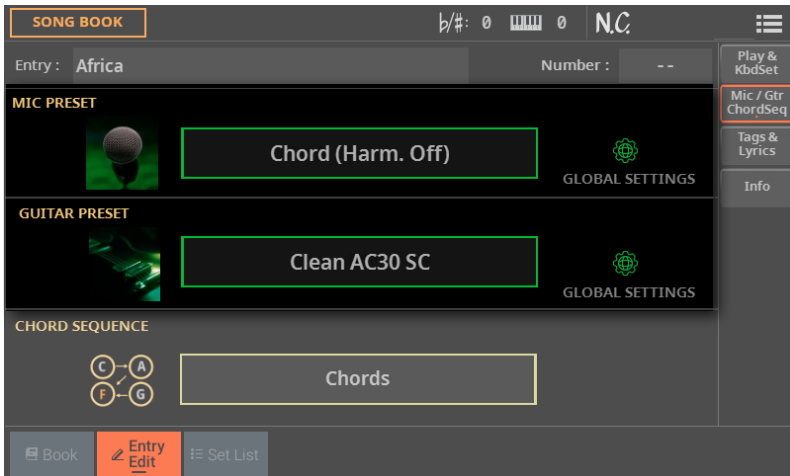 SONG BOOK
♭/♯: 0
0
N.C.
Entry : Africa
Number : --
Play &
KbdSet
MIC PRESET
Mic / Gtr
ChordSeq
Chord (Harm. Off)
GLOBAL SETTINGS
Tags &
Lyrics
Info
GUITAR PRESET
Clean AC30 SC
GLOBAL SETTINGS
CHORD SEQUENCE
C A
F G
Chords
Book
Entry
Edit
Set List